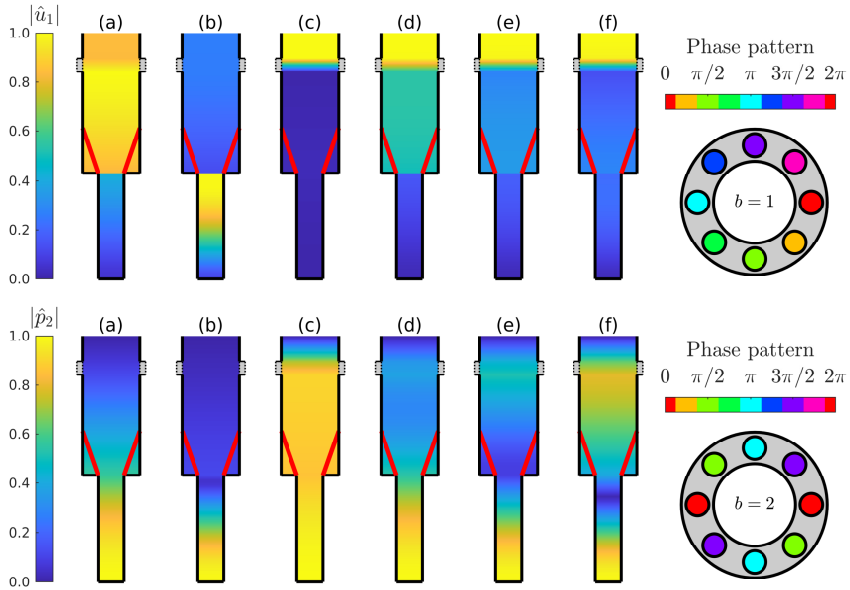 |û₁| (a) (b) (c) (d) (e) (f)
1.0
0.8
0.6
0.4
0.2
0.0
Phase pattern
0 π/2 π 3π/2 2π
b = 1
|p̂₂| (a) (b) (c) (d) (e) (f)
1.0
0.8
0.6
0.4
0.2
0.0
Phase pattern
0 π/2 π 3π/2 2π
b = 2